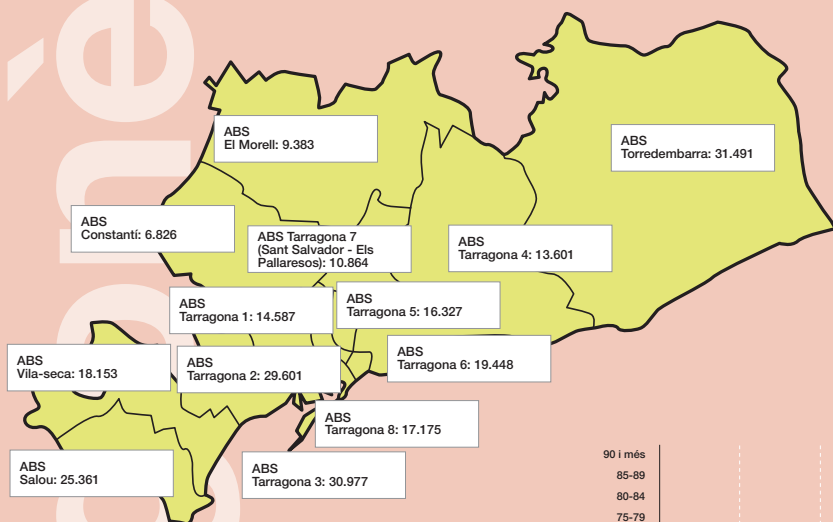 nè
ABS
El Morell: 9.383
ABS
Torredembarra: 31.491
ABS
Constantí: 6.826
ABS Tarragona 7
(Sant Salvador - Els
Pallaresos): 10.864
ABS
Tarragona 4: 13.601
ABS
Tarragona 1: 14.587
ABS
Tarragona 5: 16.327
ABS
Vila-seca: 18.153
ABS
Tarragona 2: 29.601
ABS
Tarragona 6: 19.448
ABS
Tarragona 8: 17.175
ABS
Salou: 25.361
ABS
Tarragona 3: 30.977
90 i més
85-89
80-84
75-79